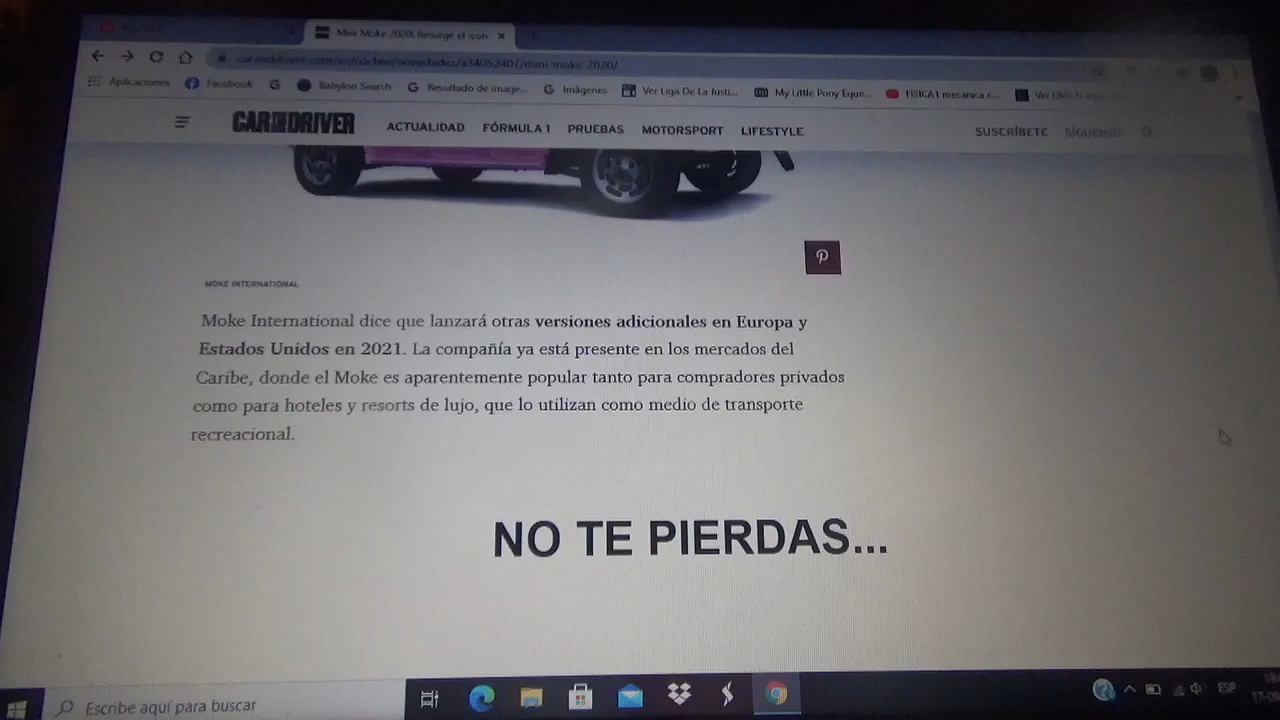 Mini Moke 2020: Resurge el icon
Aplicaciones Facebook Babylon Search Resultado de image... Imágenes Ver Liga De La Justi... My Little Pony Eque... FISICA1 mecanica c...
CAR AND DRIVER ACTUALIDAD FÓRMULA 1 PRUEBAS MOTORSPORT LIFESTYLE SUSCRÍBETE SÍGUENOS
MOKE INTERNATIONAL
Moke International dice que lanzará otras versiones adicionales en Europa y
Estados Unidos en 2021. La compañía ya está presente en los mercados del
Caribe, donde el Moke es aparentemente popular tanto para compradores privados
como para hoteles y resorts de lujo, que lo utilizan como medio de transporte
recreacional.
NO TE PIERDAS...
Escribe aquí para buscar
ESP